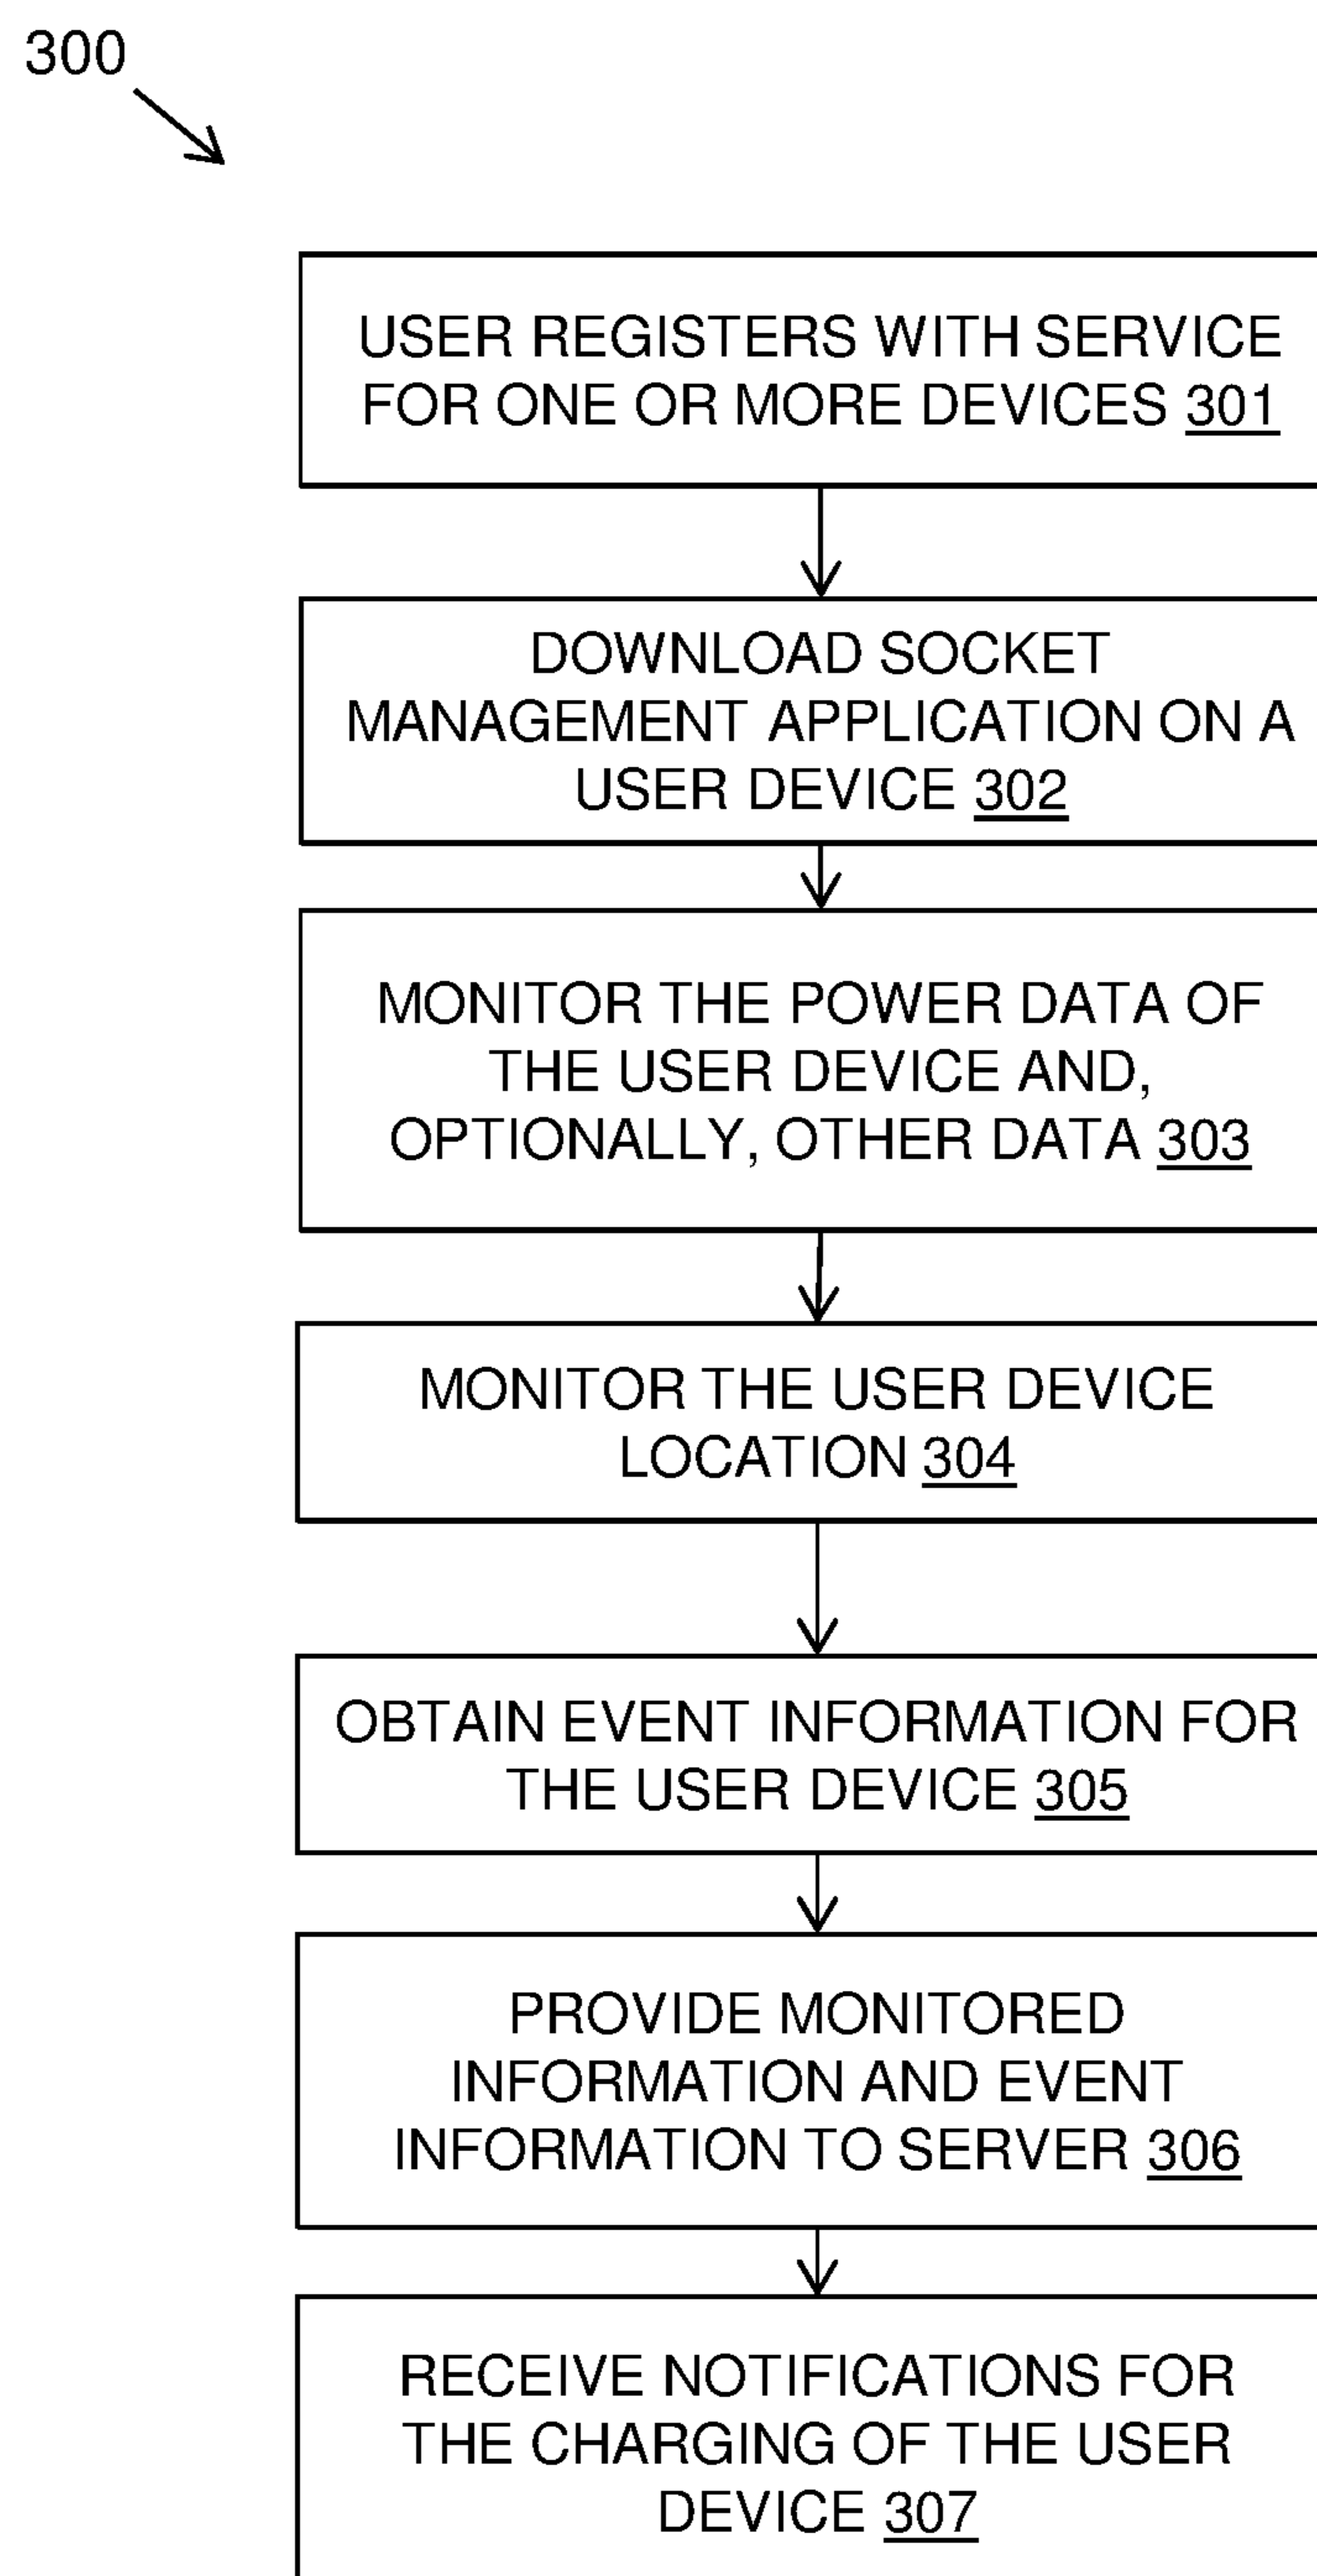 300
USER REGISTERS WITH SERVICE
FOR ONE OR MORE DEVICES 301
DOWNLOAD SOCKET
MANAGEMENT APPLICATION ON A
USER DEVICE 302
MONITOR THE POWER DATA OF
THE USER DEVICE AND,
OPTIONALLY, OTHER DATA 303
MONITOR THE USER DEVICE
LOCATION 304
OBTAIN EVENT INFORMATION FOR
THE USER DEVICE 305
PROVIDE MONITORED
INFORMATION AND EVENT
INFORMATION TO SERVER 306
RECEIVE NOTIFICATIONS FOR
THE CHARGING OF THE USER
DEVICE 307